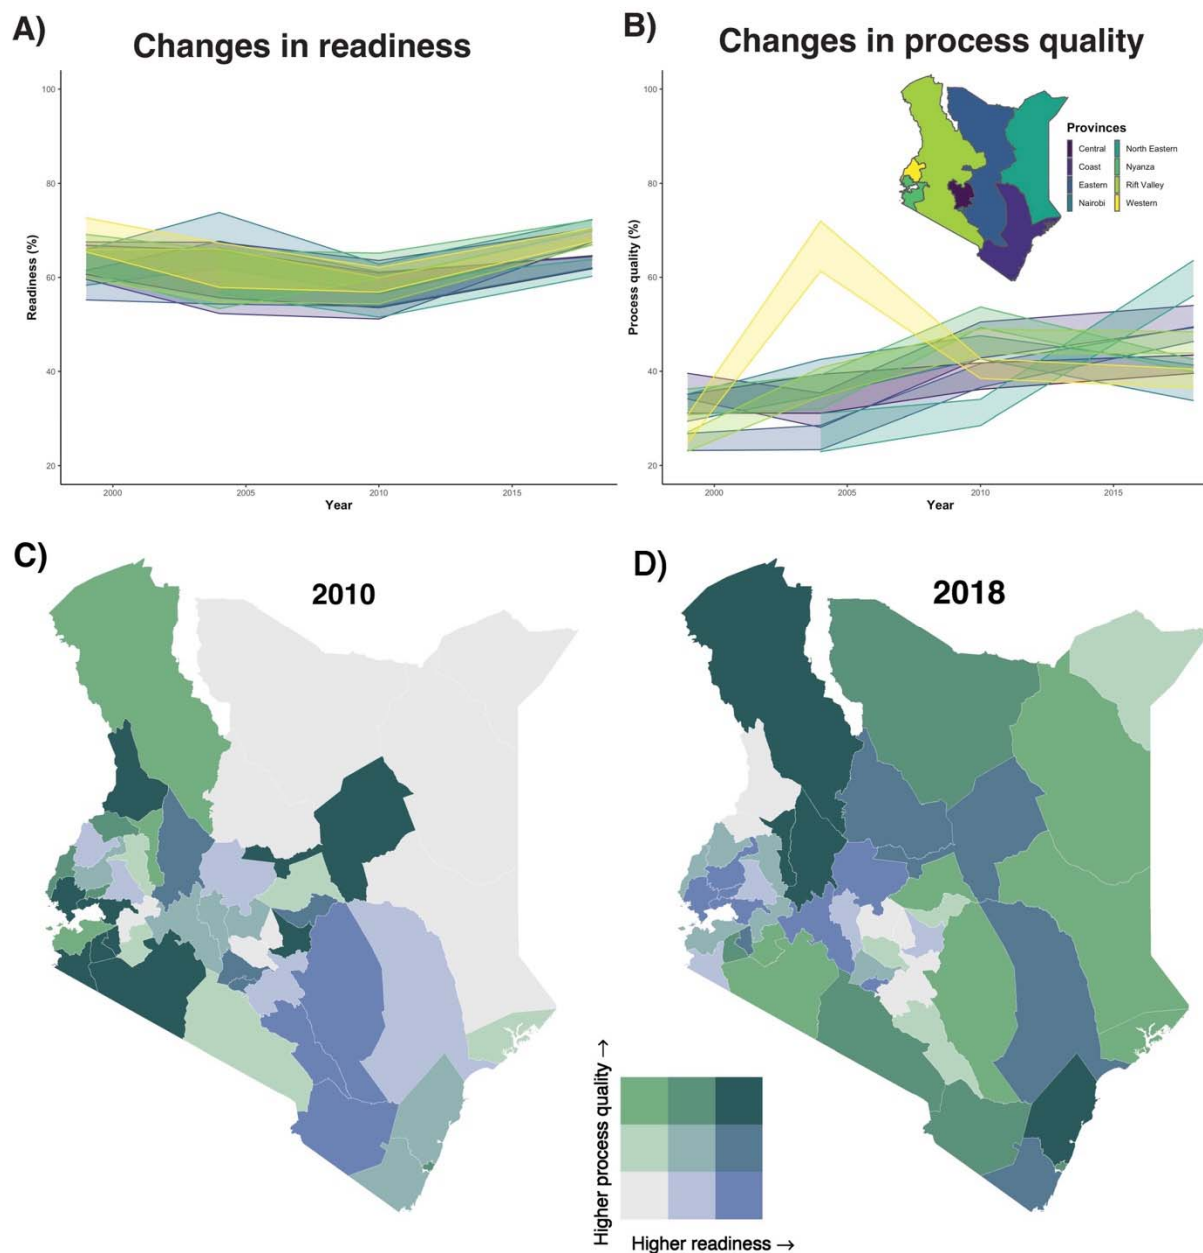 A)
Changes in readiness
100
80
60
40
20
Readiness (%)
2000
2005
2010
2015
Year
B)
Changes in process quality
100
80
60
40
20
Process quality (%)
2000
2005
2010
2015
Year
Provinces
Central
Coast
Eastern
Nairobi
North Eastern
Nyanza
Rift Valley
Western
C)
2010
D)
2018
Higher process quality →
Higher readiness →